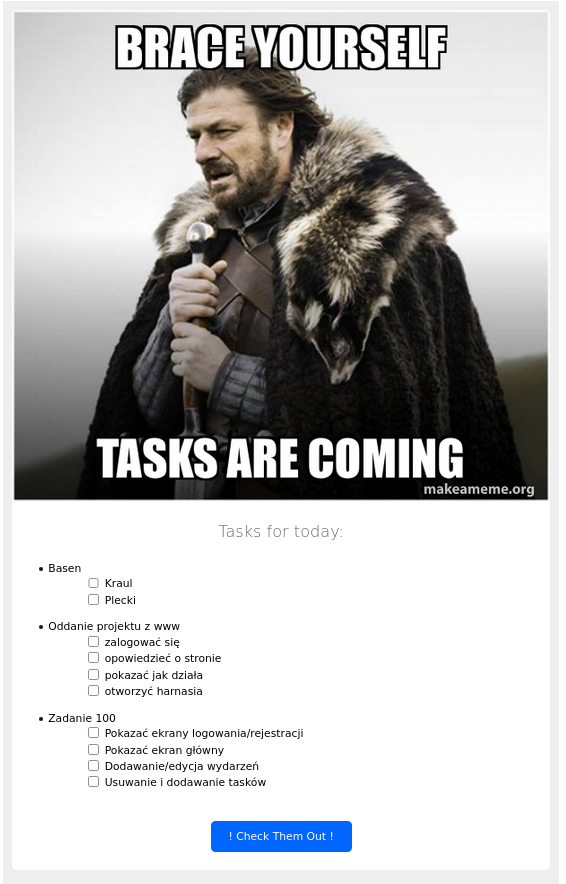 BRACE YOURSELF
TASKS ARE COMING
makeameme.org
Tasks for today:
• Basen
Kraul
Plecki
• Oddanie projektu z www
zalogować się
opowiedzieć o stronie
pokazać jak działa
otworzyć harnasia
• Zadanie 100
Pokazać ekrany logowania/rejestracji
Pokazać ekran główny
Dodawanie/edycja wydarzeń
Usuwanie i dodawanie tasków
! Check Them Out !